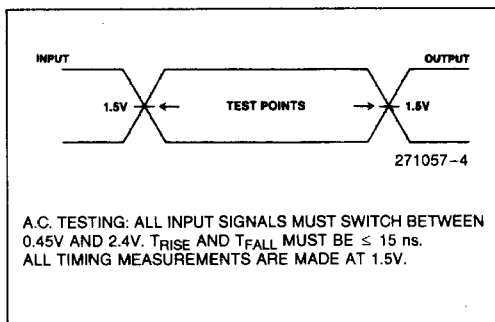 INPUT OUTPUT
1.5V TEST POINTS 1.5V
271057-4
A.C. TESTING: ALL INPUT SIGNALS MUST SWITCH BETWEEN
0.45V AND 2.4V. TRISE AND TFALL MUST BE ≤ 15 ns.
ALL TIMING MEASUREMENTS ARE MADE AT 1.5V.